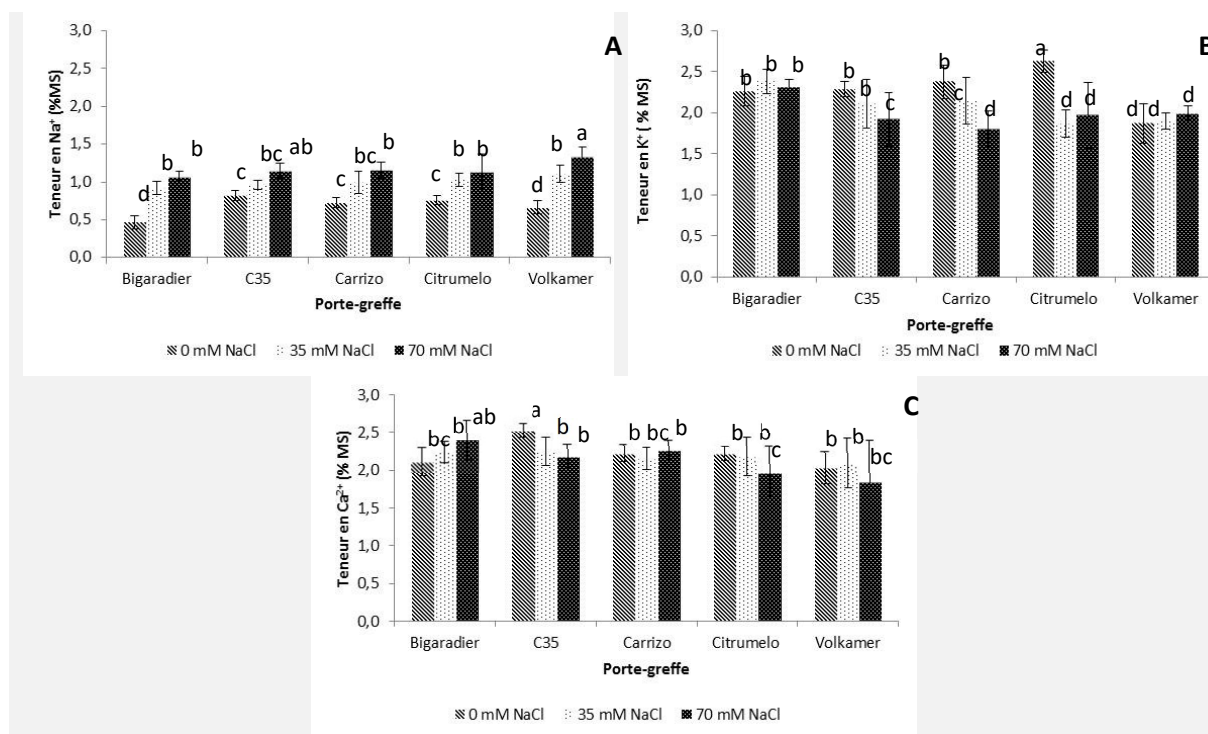 A
Teneur en Na⁺ (%MS)
3,0
2,5
2,0
1,5
1,0
0,5
0,0
d b b
c bc ab
c bc b
c b b
d b a
Bigaradier C35 Carrizo Citrumelo Volkamer
Porte-greffe
0 mM NaCl 35 mM NaCl 70 mM NaCl
B
Teneur en K⁺ ( % MS)
3,0
2,5
2,0
1,5
1,0
0,5
0,0
b b b
b b c
b c d
a d d
d d d
Bigaradier C35 Carrizo Citrumelo Volkamer
Porte-greffe
0 mM NaCl 35 mM NaCl 70 mM NaCl
C
Teneur en Ca²⁺ (% MS)
3,0
2,5
2,0
1,5
1,0
0,5
0,0
bc b ab
a b b
b bc b
b b c
b b bc
Bigaradier C35 Carrizo Citrumelo Volkamer
Porte-greffe
0 mM NaCl 35 mM NaCl 70 mM NaCl